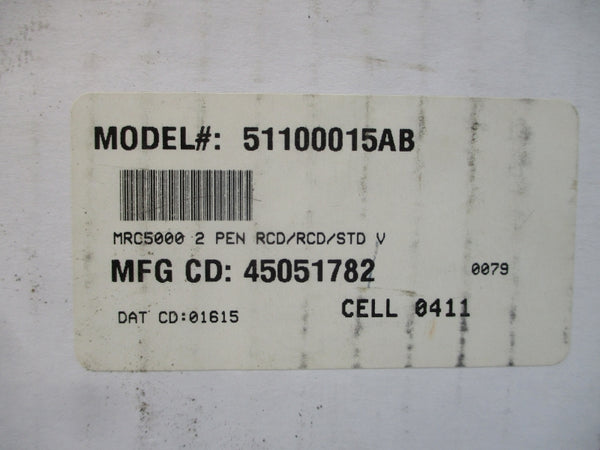 MODEL#: 51100015AB
MRC5000 2 PEN RCD/RCD/STD V
MFG CD: 45051782 0079
DAT CD:01615 CELL 0411